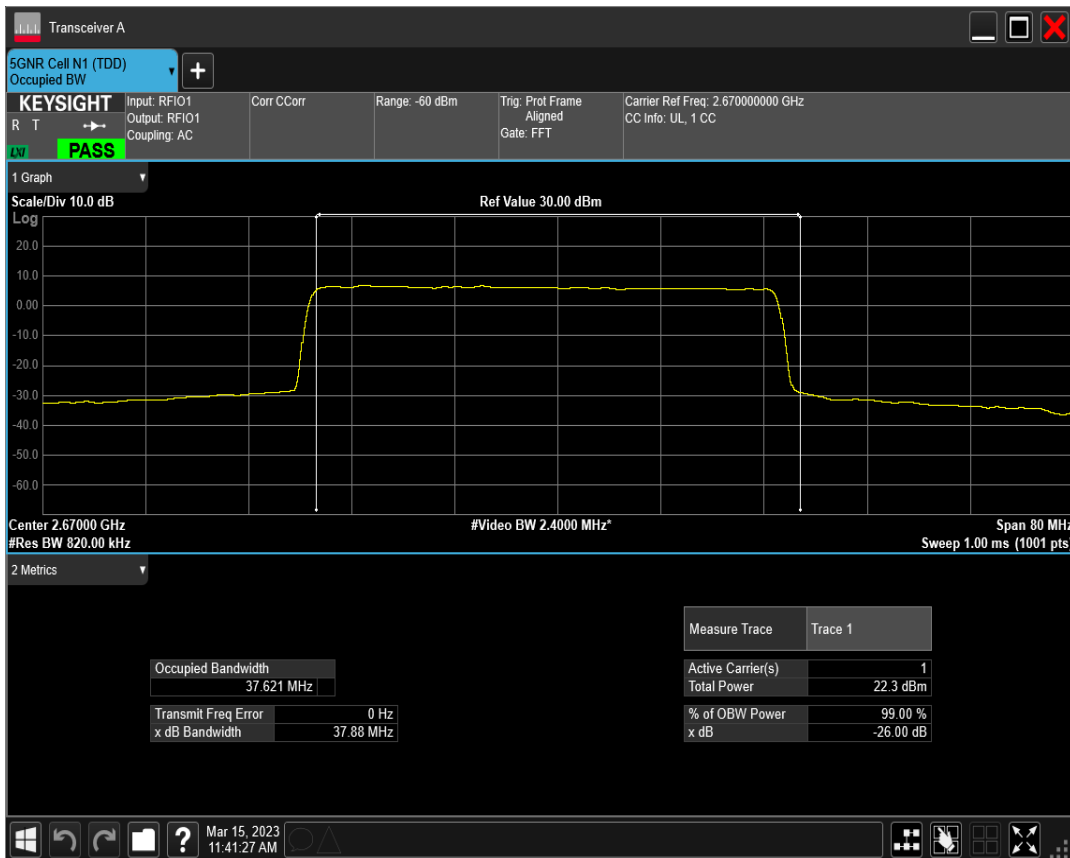 Transceiver A
5GNR Cell N1 (TDD)
Occupied BW
+
KEYSIGHT
R T
LXI
PASS
Input: RFIO1
Output: RFIO1
Coupling: AC
Corr CCorr
Range: -60 dBm
Trig: Prot Frame
Aligned
Gate: FFT
Carrier Ref Freq: 2.670000000 GHz
CC Info: UL, 1 CC
1 Graph
Scale/Div 10.0 dB
Ref Value 30.00 dBm
Log
20.0
10.0
0.00
-10.0
-20.0
-30.0
-40.0
-50.0
-60.0
Center 2.67000 GHz
#Video BW 2.4000 MHz*
Span 80 MHz
#Res BW 820.00 kHz
Sweep 1.00 ms (1001 pts)
2 Metrics
Measure Trace Trace 1
Occupied Bandwidth
37.621 MHz
Active Carrier(s) 1
Total Power 22.3 dBm
Transmit Freq Error 0 Hz
x dB Bandwidth 37.88 MHz
% of OBW Power 99.00 %
x dB -26.00 dB
?
Mar 15, 2023
11:41:27 AM